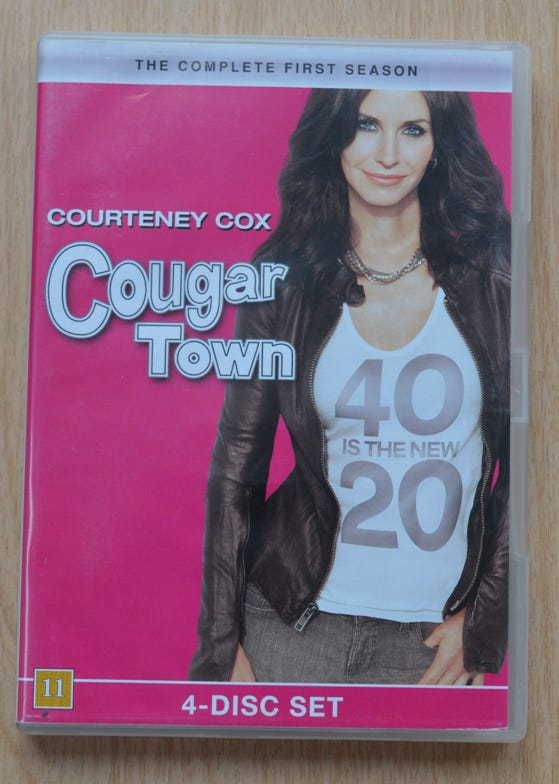 THE COMPLETE FIRST SEASON
COURTENEY COX
Cougar
Town
40
IS THE NEW
20
11
4-DISC SET